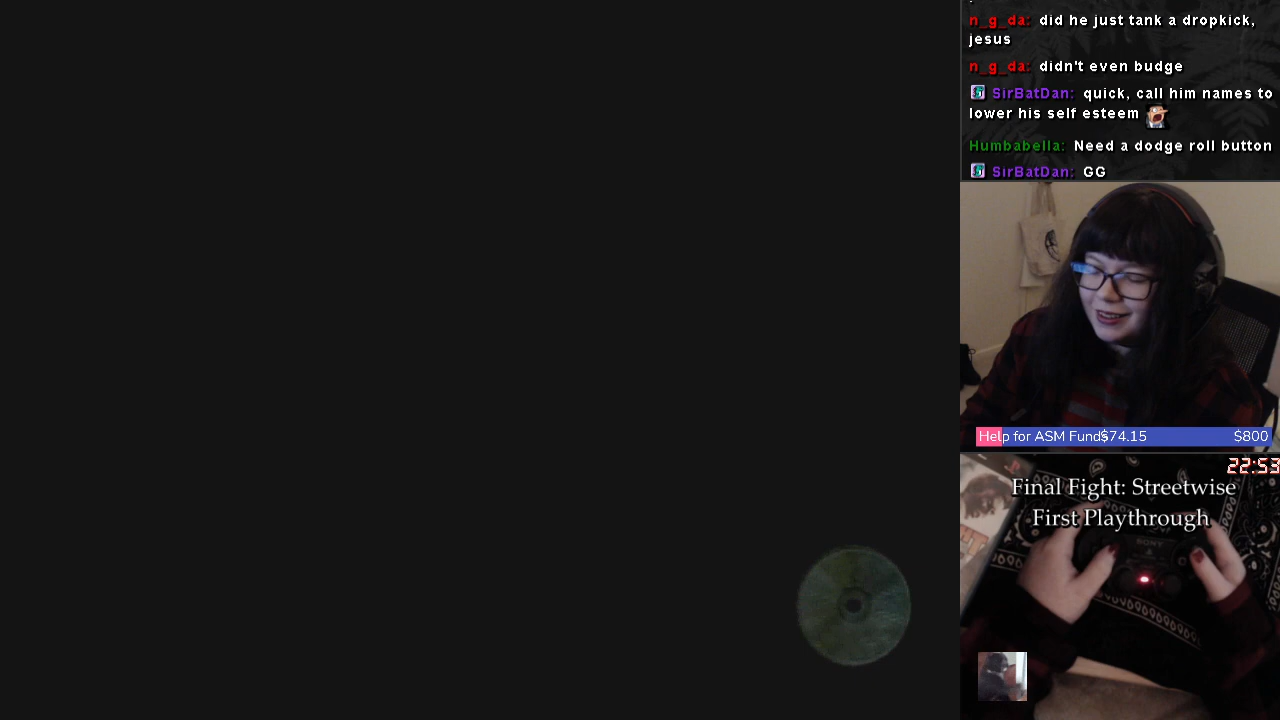 n_g_da: did he just tank a dropkick,
jesus
n_g_da: didn't even budge
SirBatDan: quick, call him names to
lower his self esteem
Humbabella: Need a dodge roll button
SirBatDan: GG
Help for ASM Fund $74.15 $800
22:53
Final Fight: Streetwise
First Playthrough
SONY